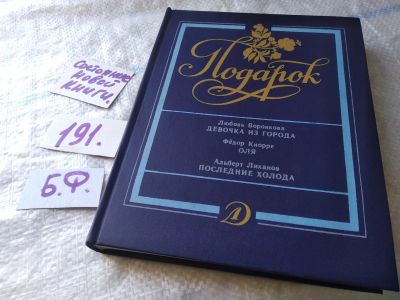 Состояние
новой
книги.
191.
Б.Ф.
Подарок
Любовь Воронкова
ДЕВОЧКА ИЗ ГОРОДА
Фёдор Кнорре
ОЛЯ
Альберт Лиханов
ПОСЛЕДНИЕ ХОЛОДА
Д